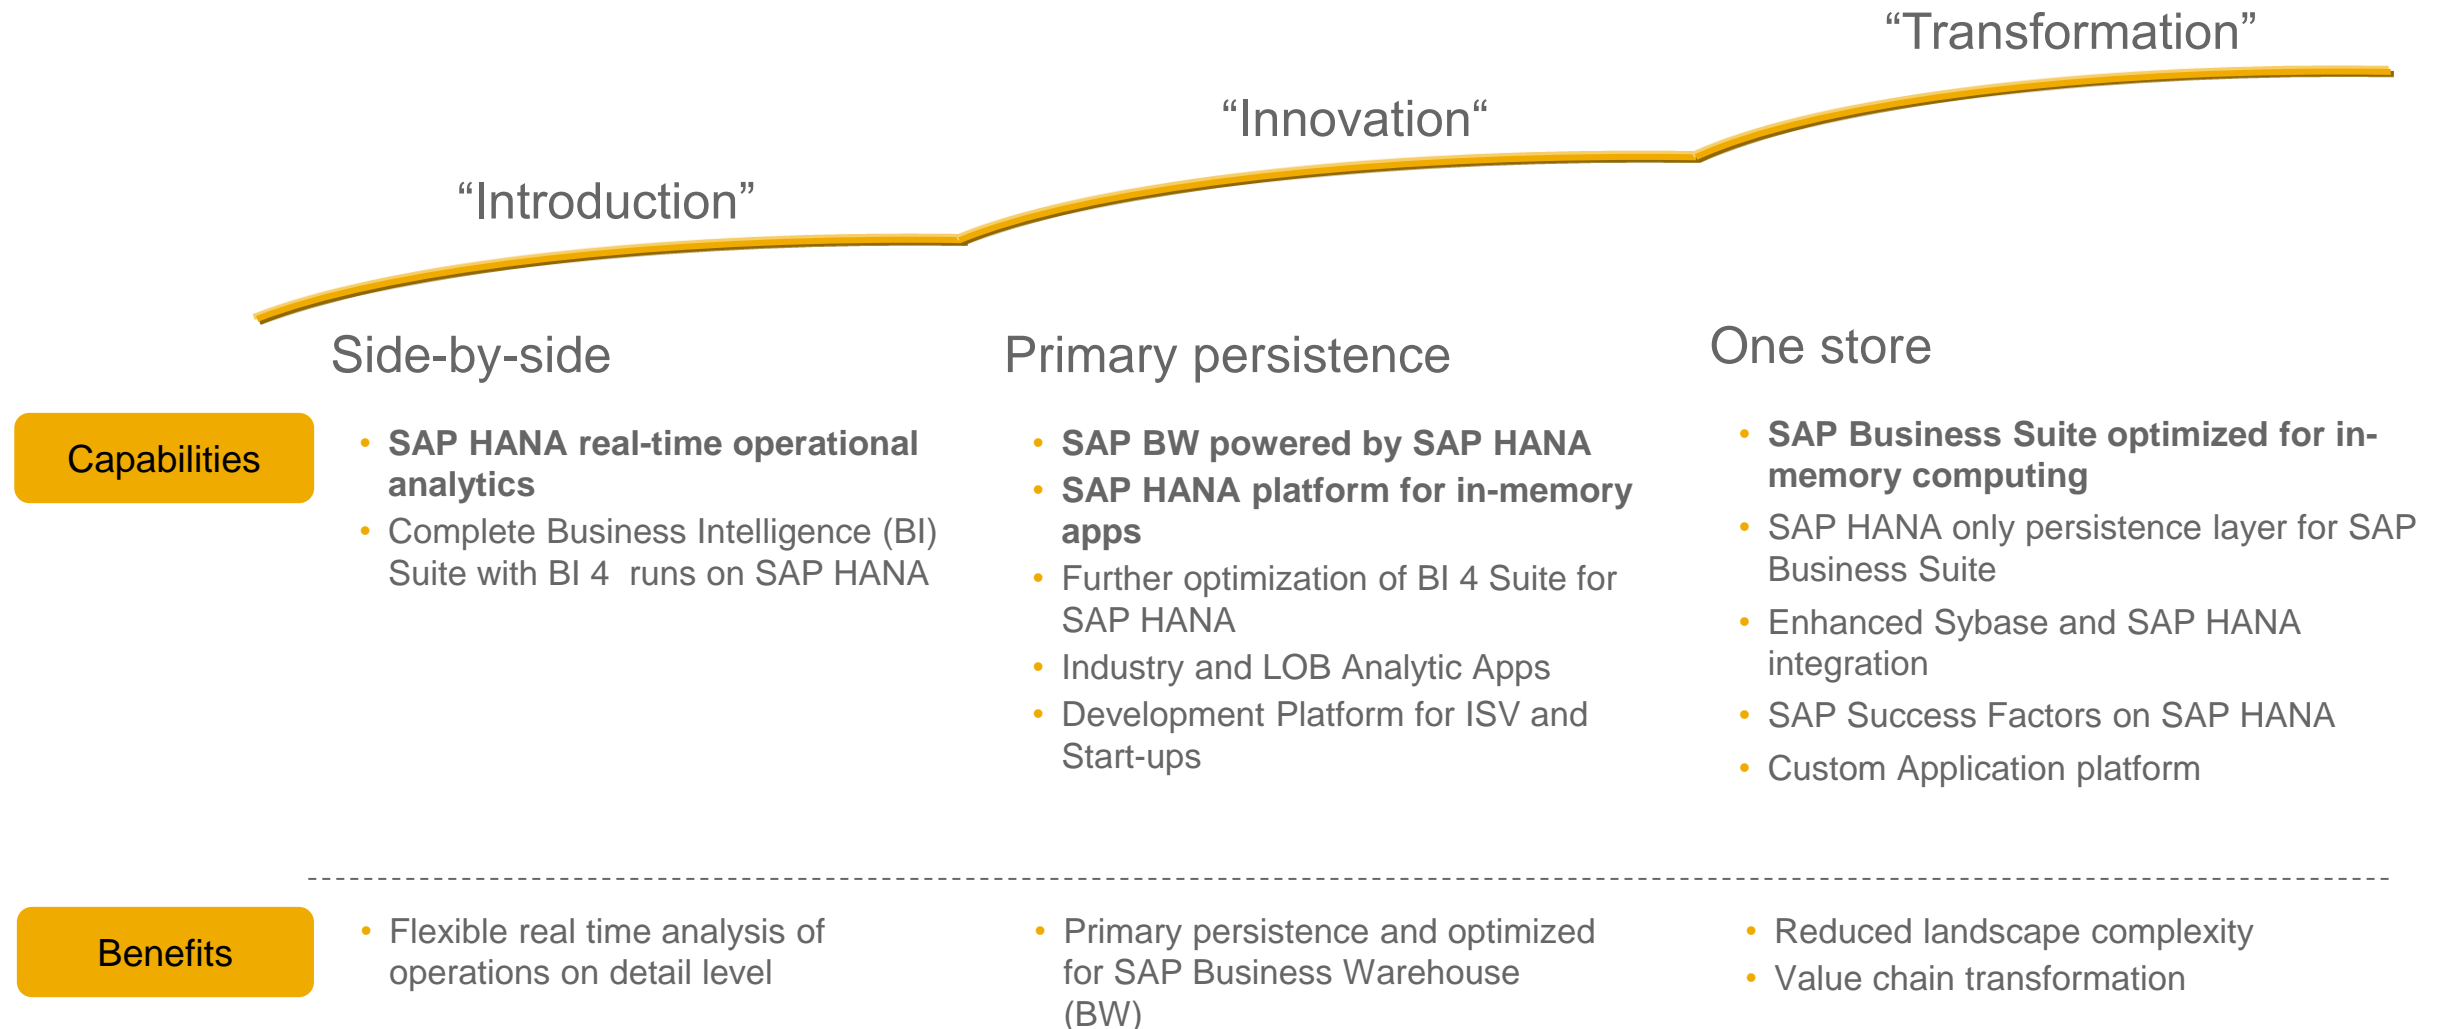 “Transformation”
“Innovation“
“Introduction”
Side-by-side
Primary persistence
One store
Capabilities
• SAP HANA real-time operational
analytics
• Complete Business Intelligence (BI)
Suite with BI 4 runs on SAP HANA
• SAP BW powered by SAP HANA
• SAP HANA platform for in-memory
apps
• Further optimization of BI 4 Suite for
SAP HANA
• Industry and LOB Analytic Apps
• Development Platform for ISV and
Start-ups
• SAP Business Suite optimized for in-
memory computing
• SAP HANA only persistence layer for SAP
Business Suite
• Enhanced Sybase and SAP HANA
integration
• SAP Success Factors on SAP HANA
• Custom Application platform
Benefits
• Flexible real time analysis of
operations on detail level
• Primary persistence and optimized
for SAP Business Warehouse
(BW)
• Reduced landscape complexity
• Value chain transformation